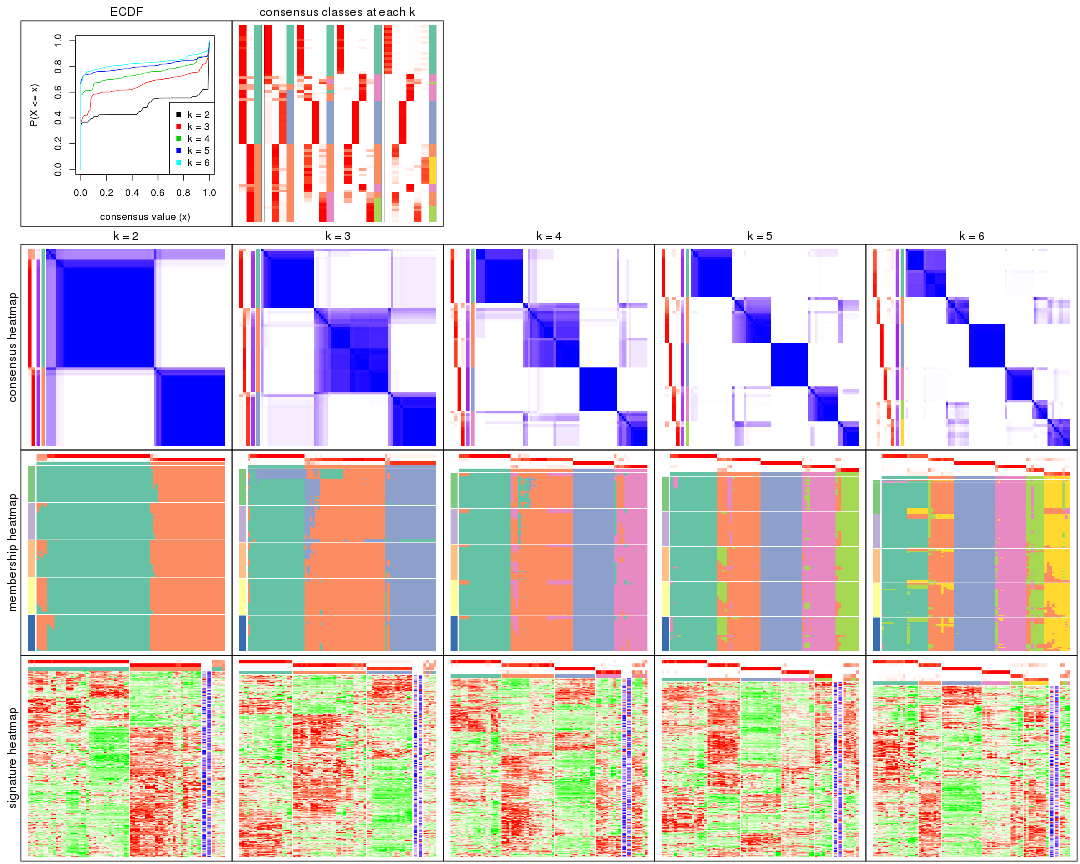 ECDF
consensus classes at each k
P(X <= x)
0.0 0.2 0.4 0.6 0.8 1.0
k = 2
k = 3
k = 4
k = 5
k = 6
0.0 0.2 0.4 0.6 0.8 1.0
consensus value (x)
k = 2
k = 3
k = 4
k = 5
k = 6
consensus heatmap
membership heatmap
signature heatmap